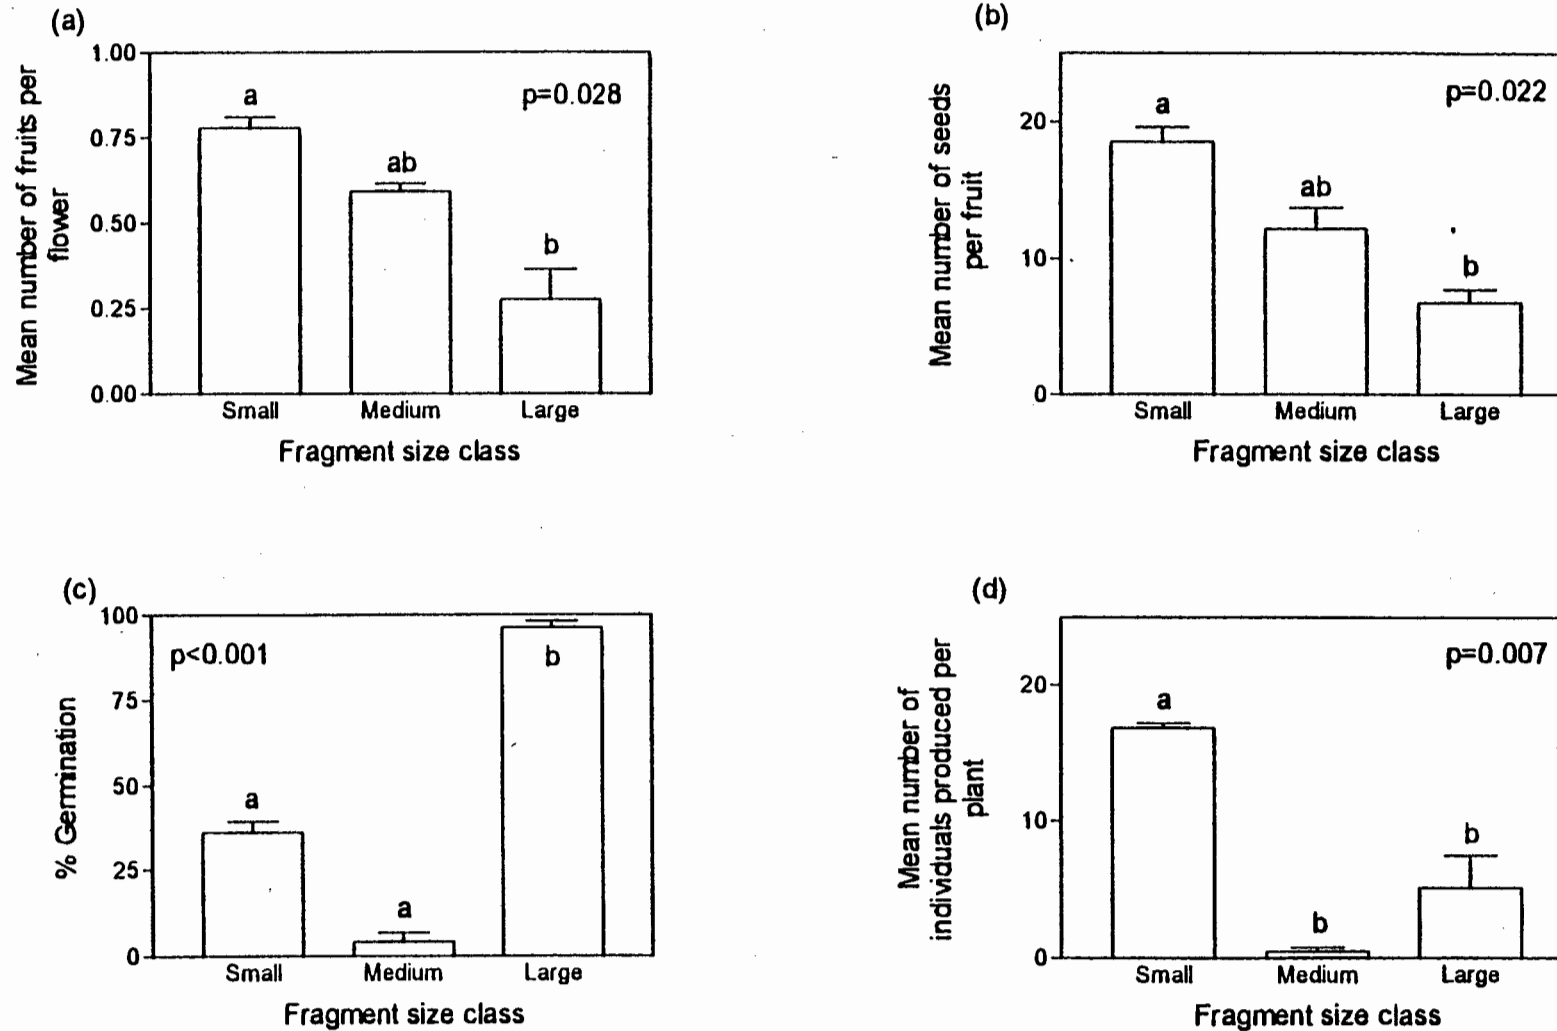 (a)
Mean number of fruits per
flower
1.00
0.75
0.50
0.25
0.00
a
ab
b
p=0.028
Small Medium Large
Fragment size class
(b)
Mean number of seeds
per fruit
20
10
0
a
ab
b
p=0.022
Small Medium Large
Fragment size class
(c)
% Germination
100
75
50
25
0
p<0.001
a
a
b
Small Medium Large
Fragment size class
(d)
Mean number of
individuals produced per
plant
20
10
0
a
b
b
p=0.007
Small Medium Large
Fragment size class